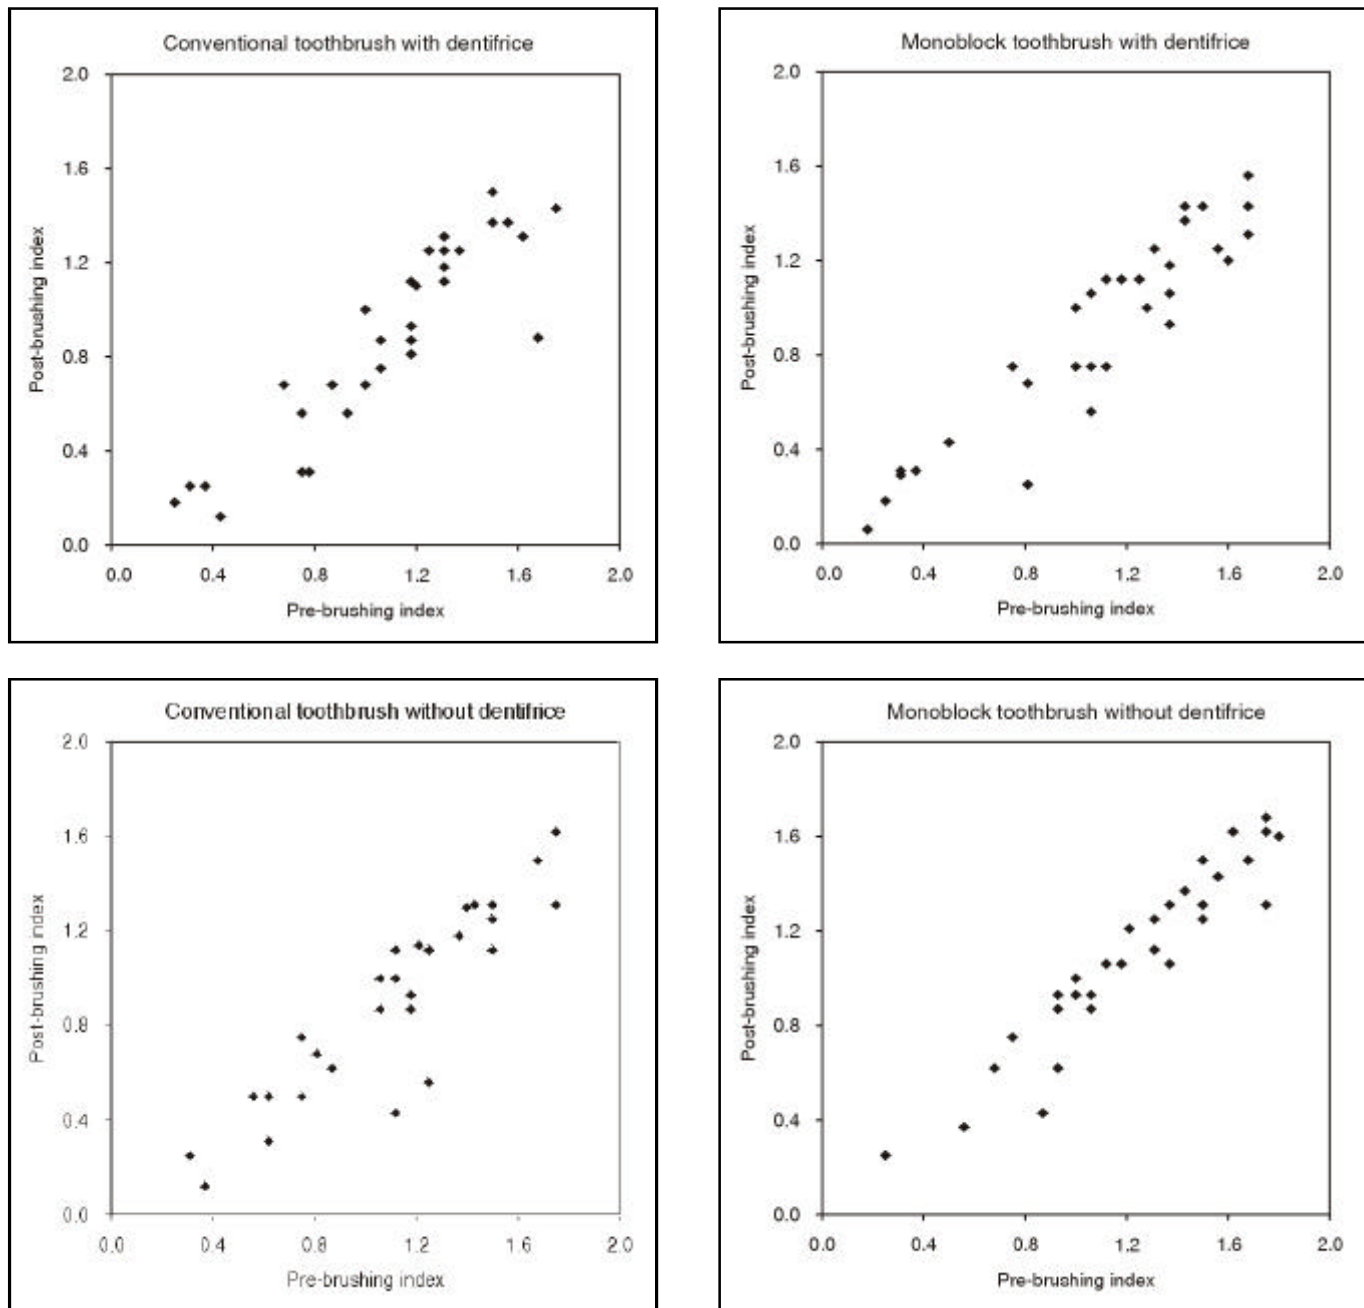 Conventional toothbrush with dentifrice
2.0
1.6
1.2
0.8
0.4
0.0
Post-brushing index
0.0 0.4 0.8 1.2 1.6 2.0
Pre-brushing index
Monoblock toothbrush with dentifrice
2.0
1.6
1.2
0.8
0.4
0.0
Post-brushing index
0.0 0.4 0.8 1.2 1.6 2.0
Pre-brushing index
Conventional toothbrush without dentifrice
2.0
1.6
1.2
0.8
0.4
0.0
Post-brushing index
0.0 0.4 0.8 1.2 1.6 2.0
Pre-brushing index
Monoblock toothbrush without dentifrice
2.0
1.6
1.2
0.8
0.4
0.0
Post-brushing index
0.0 0.4 0.8 1.2 1.6 2.0
Pre-brushing index